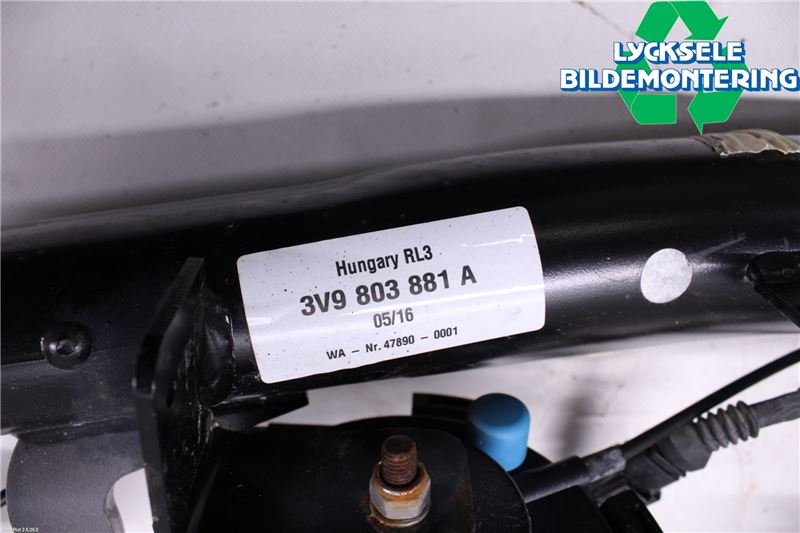 LYCKSELE
BILDEMONTERING
Hungary RL3
3V9 803 881 A
05/16
WA - Nr. 47890 - 0001